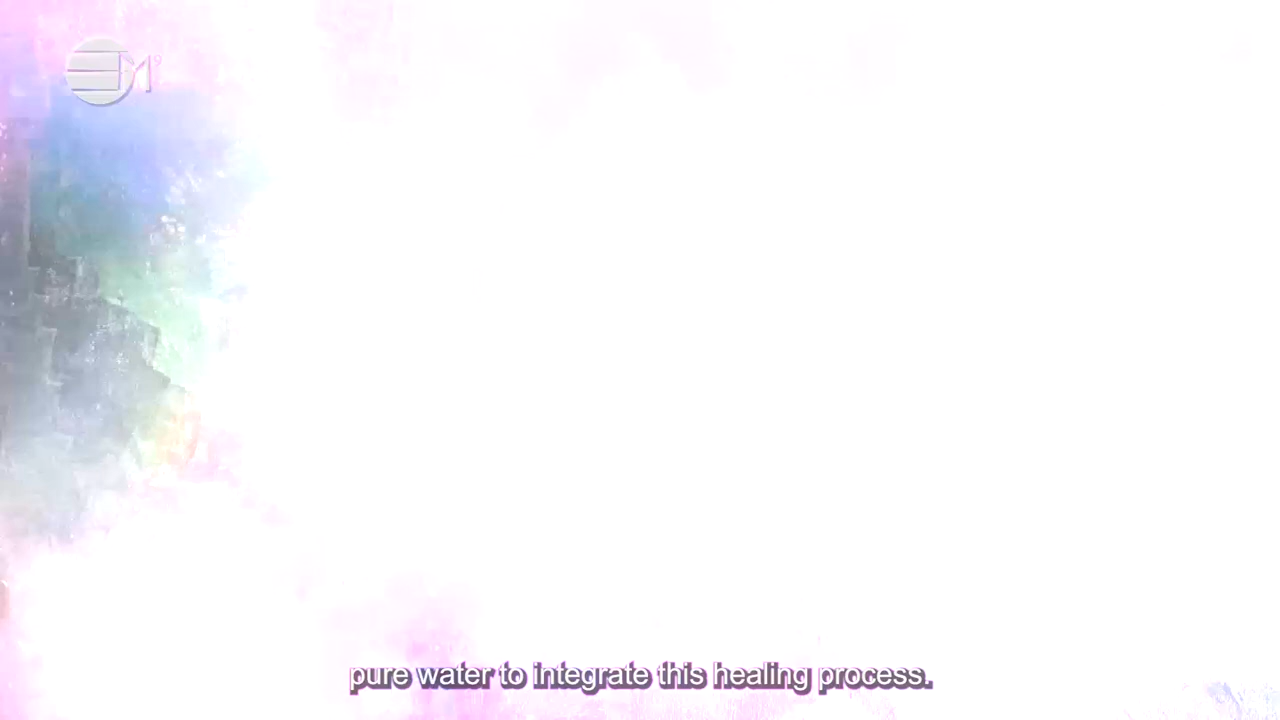 pure water to integrate this healing process.